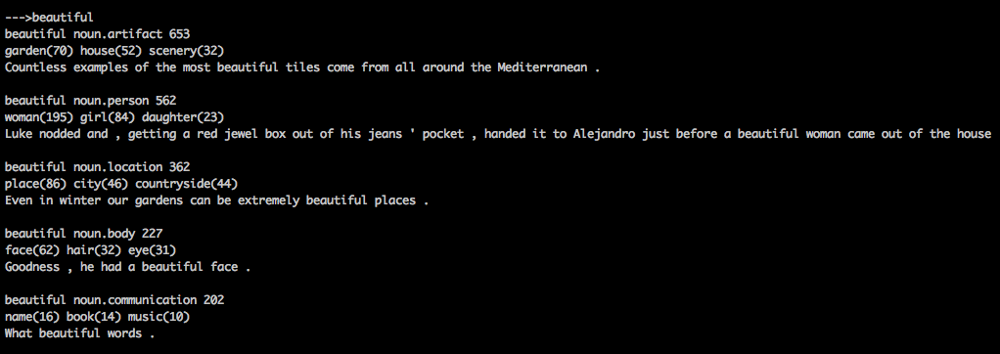 --->beautiful
beautiful noun.artifact 653
garden(70) house(52) scenery(32)
Countless examples of the most beautiful tiles come from all around the Mediterranean .
beautiful noun.person 562
woman(195) girl(84) daughter(23)
Luke nodded and , getting a red jewel box out of his jeans ' pocket , handed it to Alejandro just before a beautiful woman came out of the house
beautiful noun.location 362
place(86) city(46) countryside(44)
Even in winter our gardens can be extremely beautiful places .
beautiful noun.body 227
face(62) hair(32) eye(31)
Goodness , he had a beautiful face .
beautiful noun.communication 202
name(16) book(14) music(10)
What beautiful words .